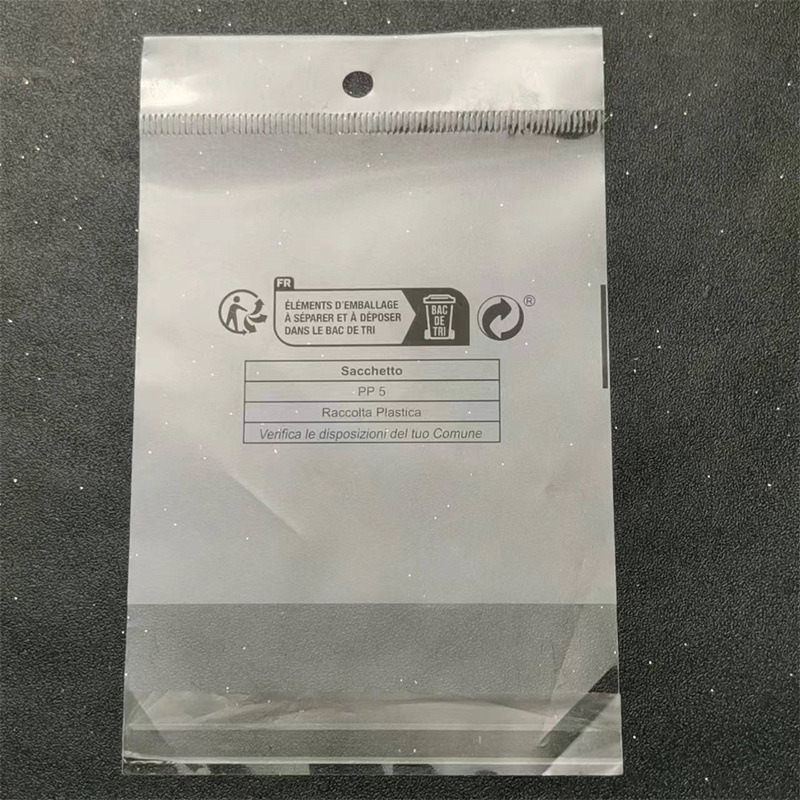 FR
ÉLÉMENTS D'EMBALLAGE
À SÉPARER ET À DÉPOSER
DANS LE BAC DE TRI
BAC
DE
TRI
®
Sacchetto
PP 5
Raccolta Plastica
Verifica le disposizioni del tuo Comune